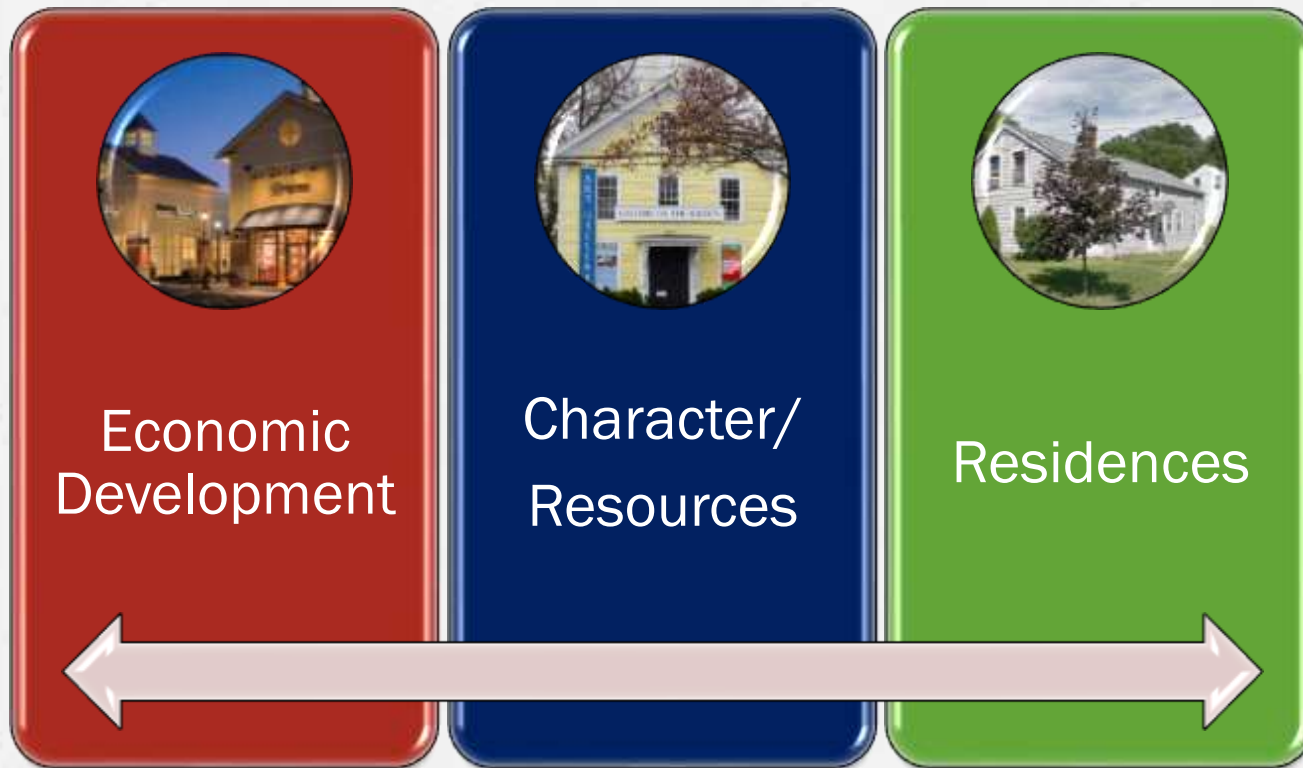 Economic
Development
Character/
Resources
Residences